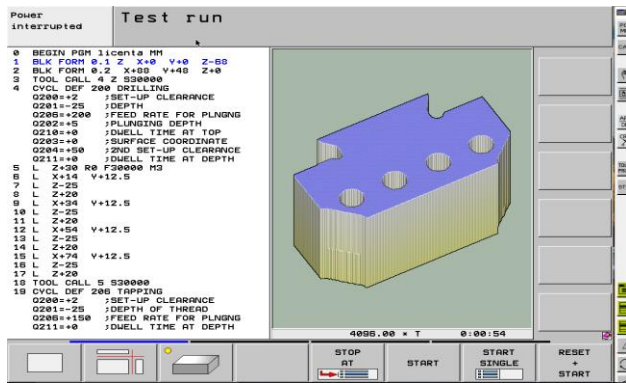 Power
interrupted
Test run
0 BEGIN PGM licenta MM
1 BLK FORM 0.1 Z X+0 Y+0 Z-68
2 BLK FORM 0.2 X+88 Y+48 Z+0
3 TOOL CALL 4 Z S30000
4 CYCL DEF 200 DRILLING
Q200=+2 ;SET-UP CLEARANCE
Q201=-25 ;DEPTH
Q206=+200 ;FEED RATE FOR PLNGNG
Q202=+5 ;PLUNGING DEPTH
Q210=+0 ;DWELL TIME AT TOP
Q203=+0 ;SURFACE COORDINATE
Q204=+50 ;2ND SET-UP CLEARANCE
Q211=+0 ;DWELL TIME AT DEPTH
5 L Z+30 R0 F30000 M3
6 L X+14 Y+12.5
7 L Z-25
8 L Z+20
9 L X+34 Y+12.5
10 L Z-25
11 L Z+20
12 L X+54 Y+12.5
13 L Z-25
14 L Z+20
15 L X+74 Y+12.5
16 L Z-25
17 L Z+20
18 TOOL CALL 5 S30000
19 CYCL DEF 206 TAPPING
Q200=+2 ;SET-UP CLEARANCE
Q201=-25 ;DEPTH OF THREAD
Q206=+150 ;FEED RATE FOR PLNGNG
Q211=+0 ;DWELL TIME AT DEPTH
4096.00 * T 0:00:54
STOP
AT
START
START
SINGLE
RESET
+
START